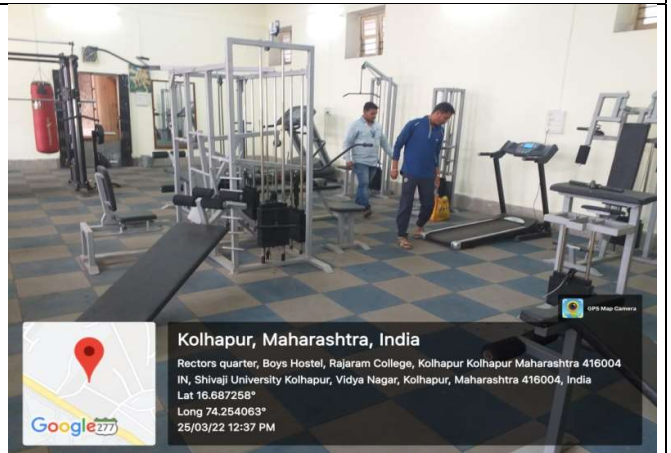 GPS Map Camera
Kolhapur, Maharashtra, India
Rectors quarter, Boys Hostel, Rajaram College, Kolhapur Kolhapur Maharashtra 416004
IN, Shivaji University Kolhapur, Vidya Nagar, Kolhapur, Maharashtra 416004, India
Lat 16.687258°
Long 74.254063°
25/03/22 12:37 PM
Google
277